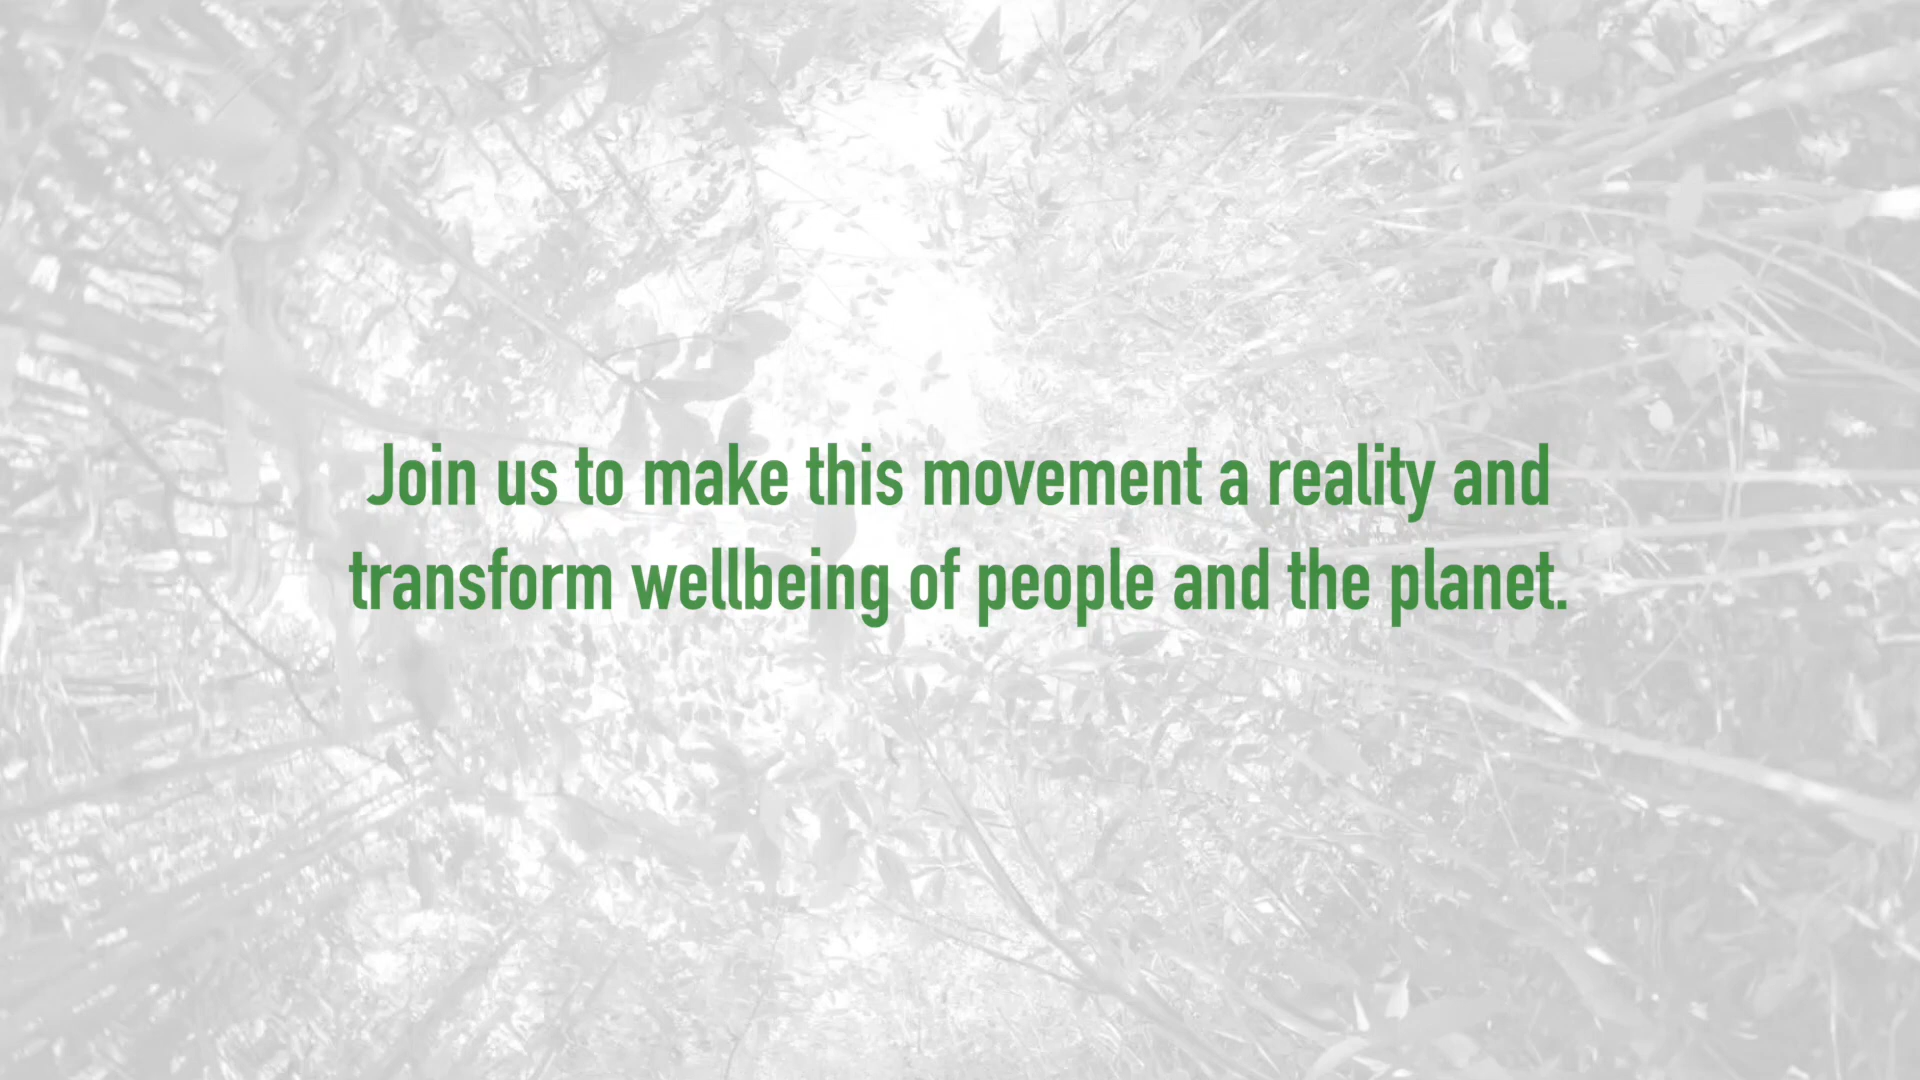 Join us to make this movement a reality and
transform wellbeing of people and the planet.